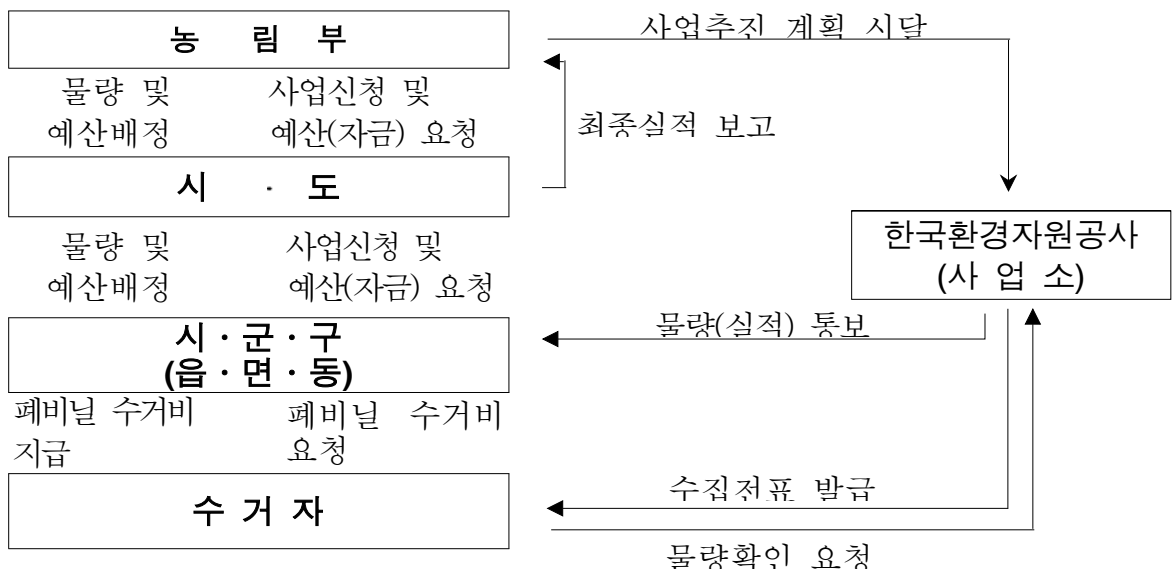 사업추진 계획 시달
농 림 부
물량 및 사업신청 및
예산배정 예산(자금) 요청
최종실적 보고
시 · 도
한국환경자원공사
(사 업 소)
물량 및 사업신청 및
예산배정 예산(자금) 요청
물량(실적) 통보
시·군·구
(읍·면·동)
폐비닐 수거비 폐비닐 수거비
지급 요청
수집전표 발급
수 거 자
물량확인 요청